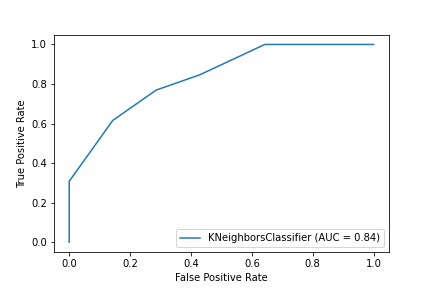 1.0
0.8
0.6
0.4
0.2
0.0
True Positive Rate
KNeighborsClassifier (AUC = 0.84)
0.0 0.2 0.4 0.6 0.8 1.0
False Positive Rate